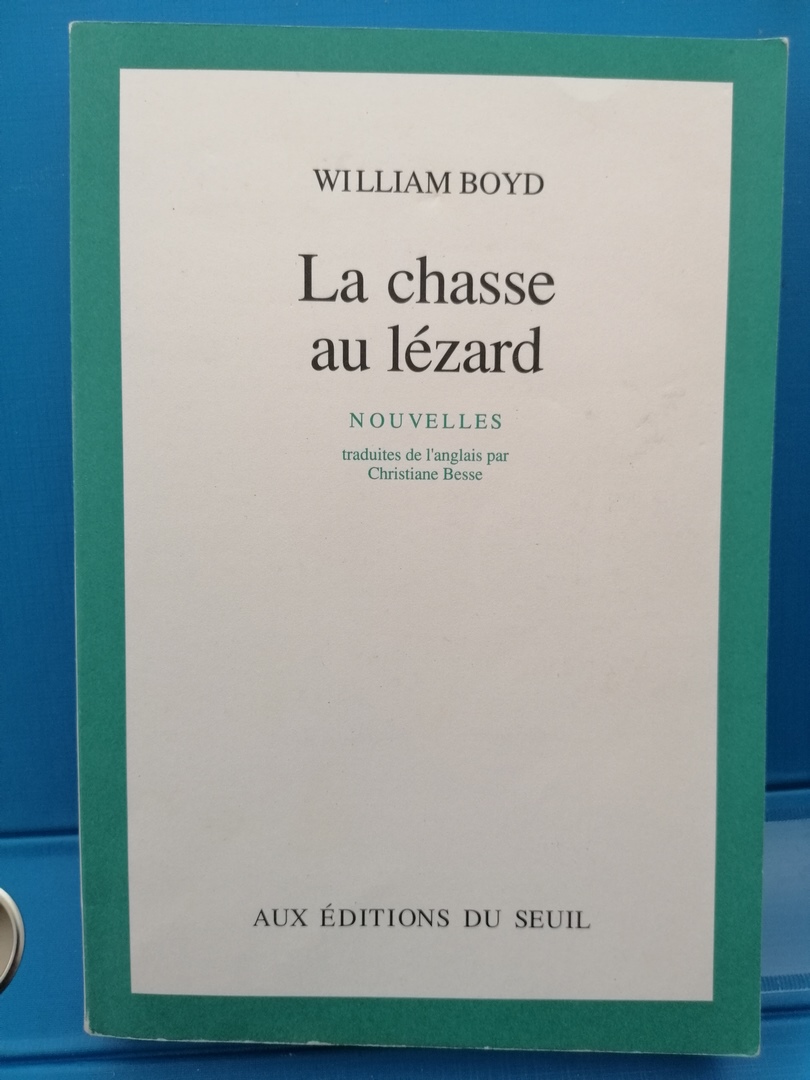 WILLIAM BOYD
La chasse
au lézard
NOUVELLES
traduites de l'anglais par
Christiane Besse
AUX ÉDITIONS DU SEUIL